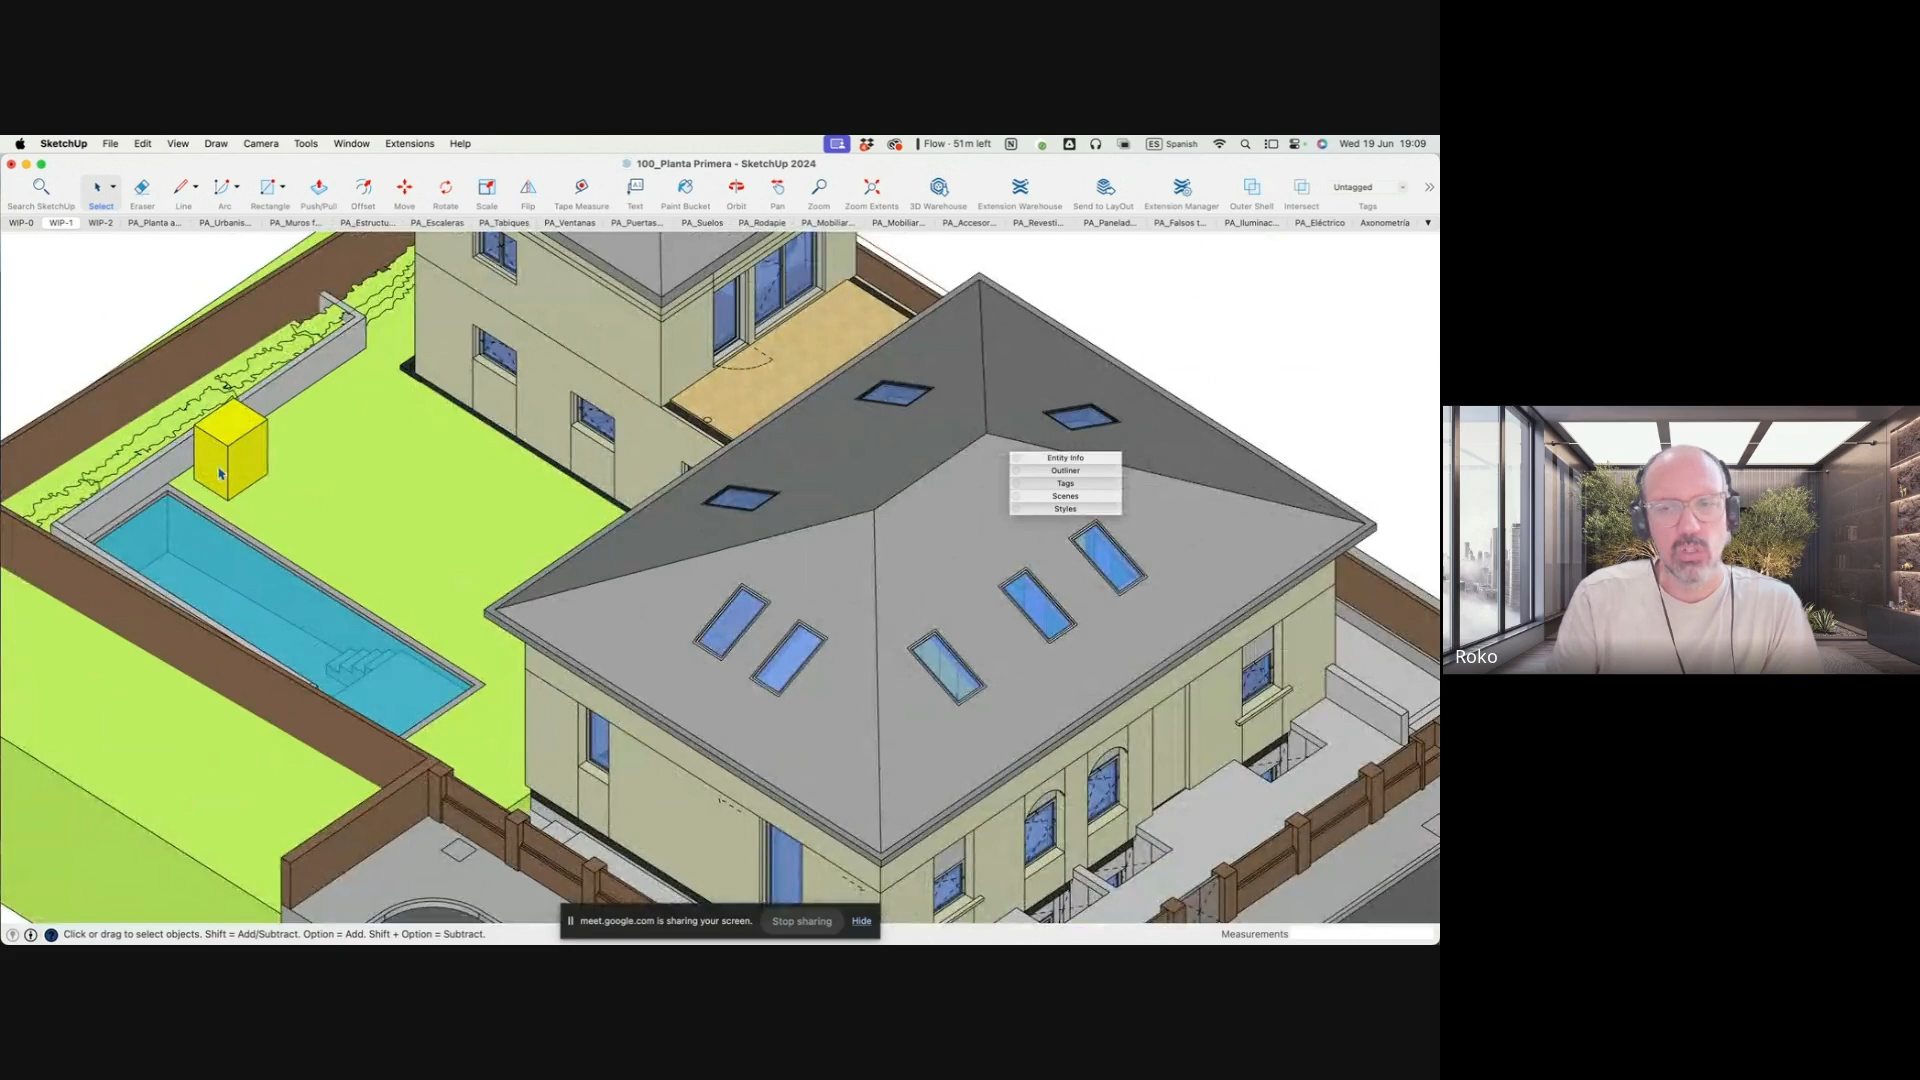 SketchUp File Edit View Draw Camera Tools Window Extensions Help Flow · 51m left ES Spanish Wed 19 Jun 19:09
100_Planta Primera - SketchUp 2024
Untagged
Search SketchUp Select Eraser Line Arc Rectangle Push/Pull Offset Move Rotate Scale Flip Tape Measure Text Paint Bucket Orbit Pan Zoom Zoom Extents 3D Warehouse Extension Warehouse Send to LayOut Extension Manager Outer Shell Intersect Tags
WIP-0 WIP-1 WIP-2 PA_Planta a... PA_Urbanis... PA_Muros f... PA_Estructu... PA_Escaleras PA_Tabiques PA_Ventanas PA_Puertas... PA_Suelos PA_Rodapie PA_Mobiliar... PA_Mobiliar... PA_Accesor... PA_Revesti... PA_Panelad... PA_Falsos t... PA_Iluminac... PA_Eléctrico Axonometría
Entity Info
Outliner
Tags
Scenes
Styles
Roko
meet.google.com is sharing your screen. Stop sharing Hide
Click or drag to select objects. Shift = Add/Subtract. Option = Add. Shift + Option = Subtract. Measurements